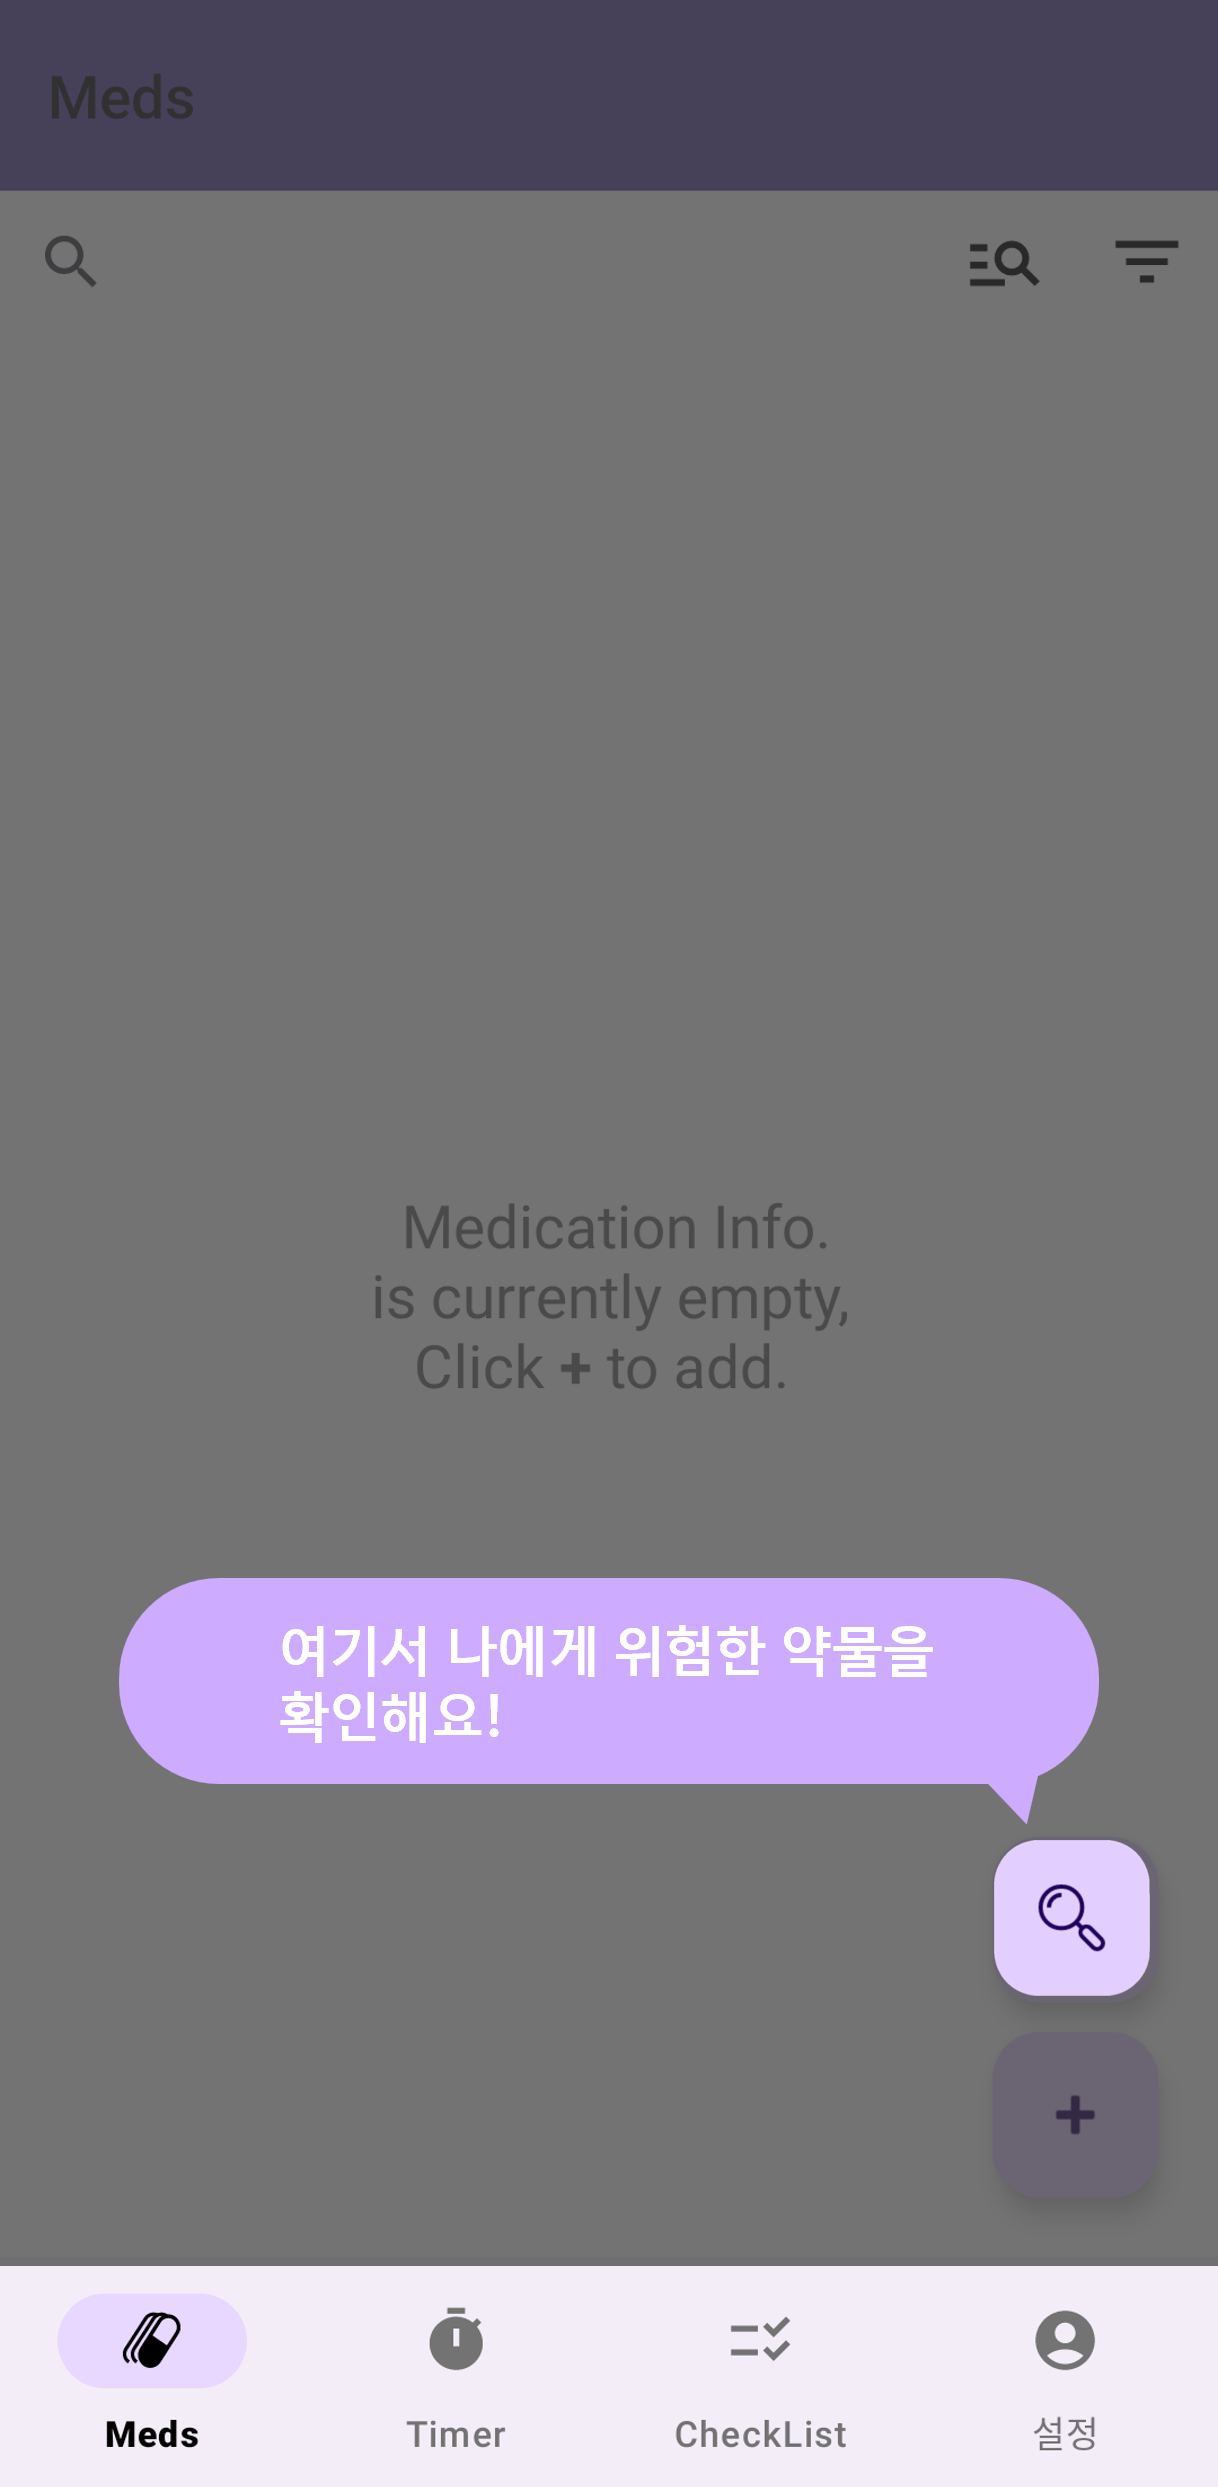 Meds
Medication Info.
is currently empty,
Click + to add.
여기서 나에게 위험한 약물을
확인해요!
Meds
Timer
CheckList
설정